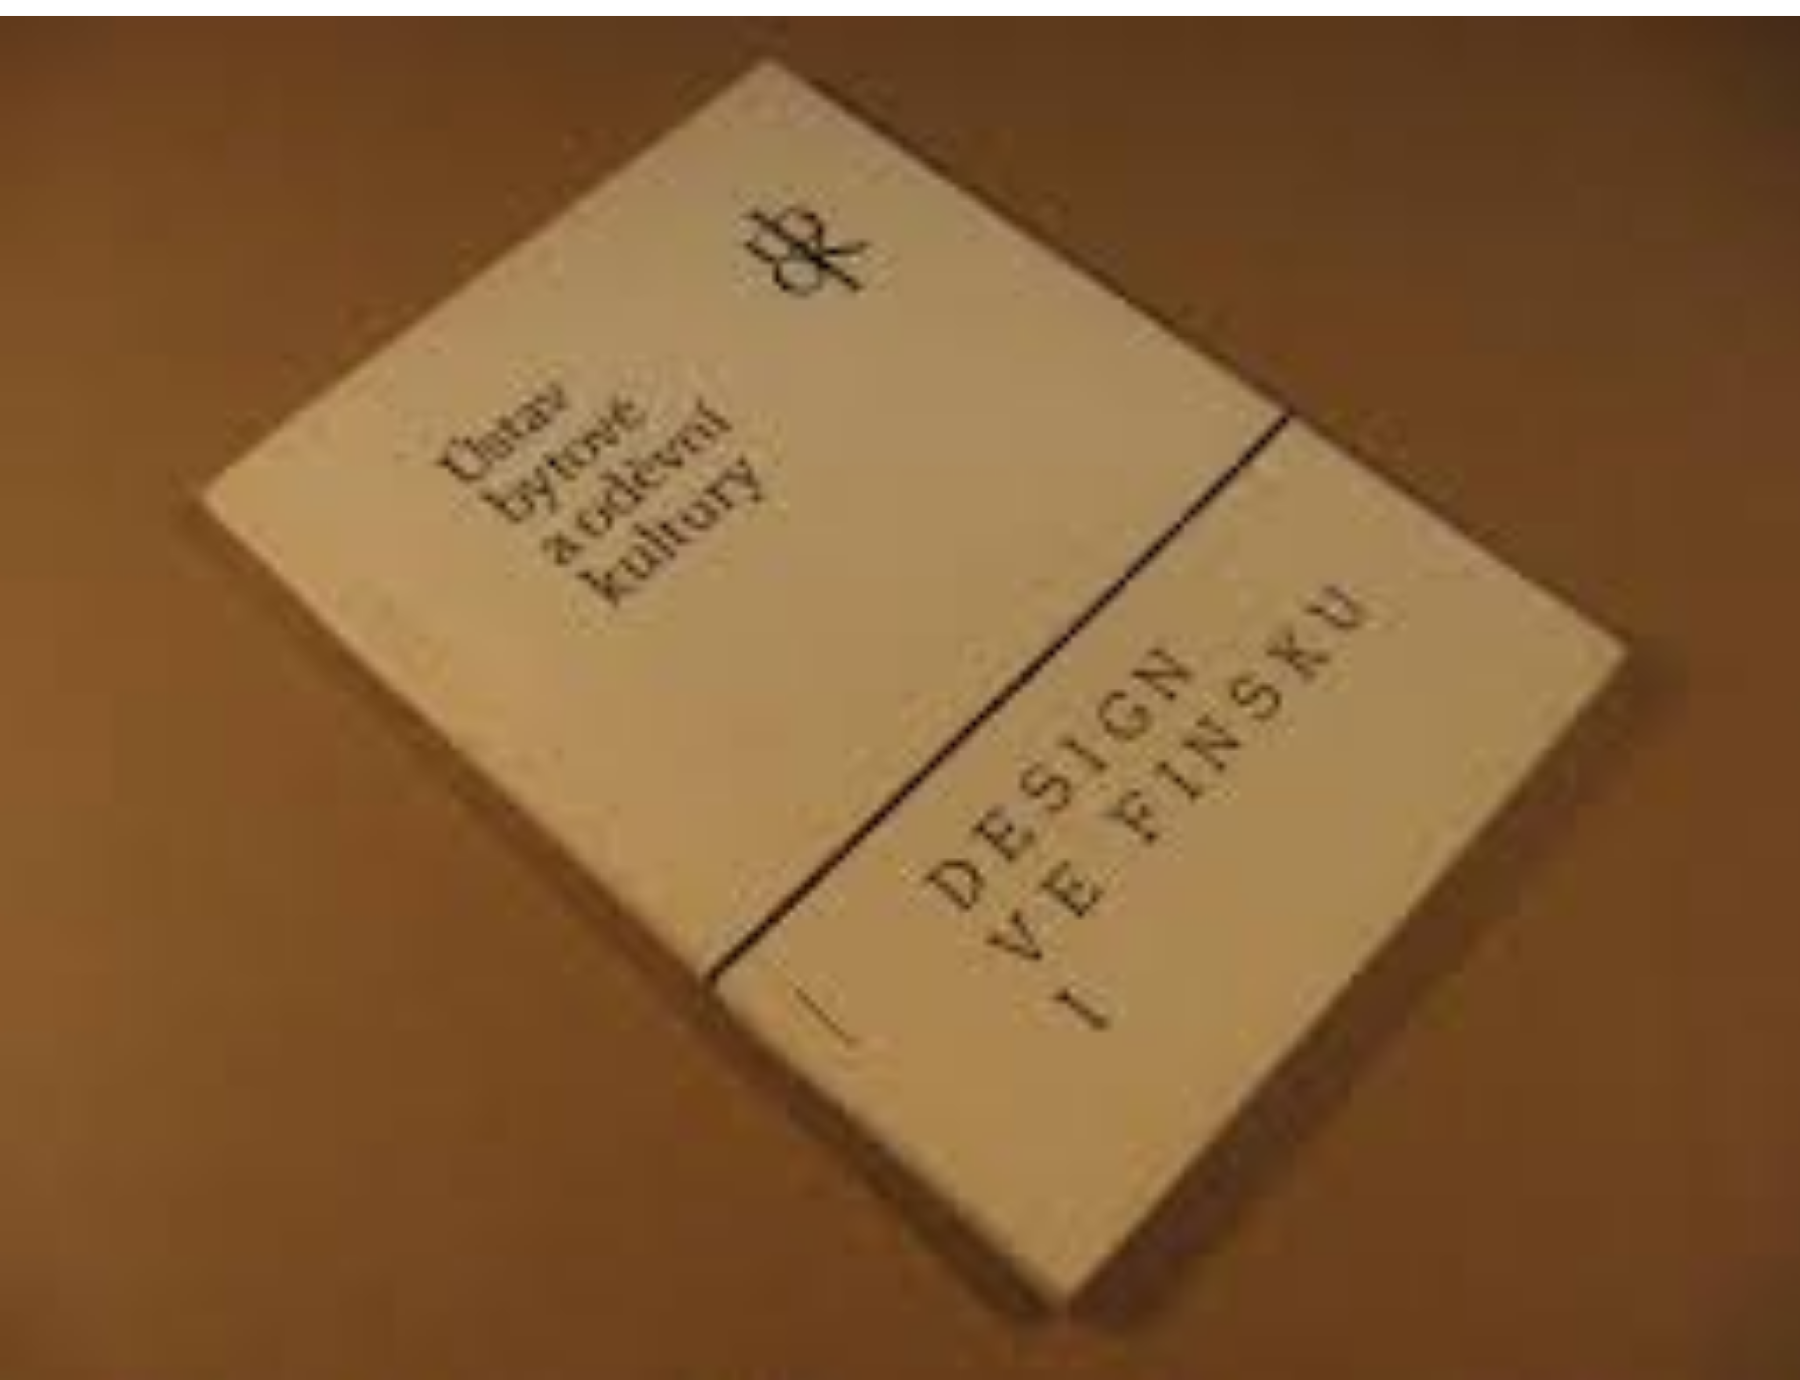 Ústav
bytové
a oděvní
kultury
DESIGN
VE FINSKU
I